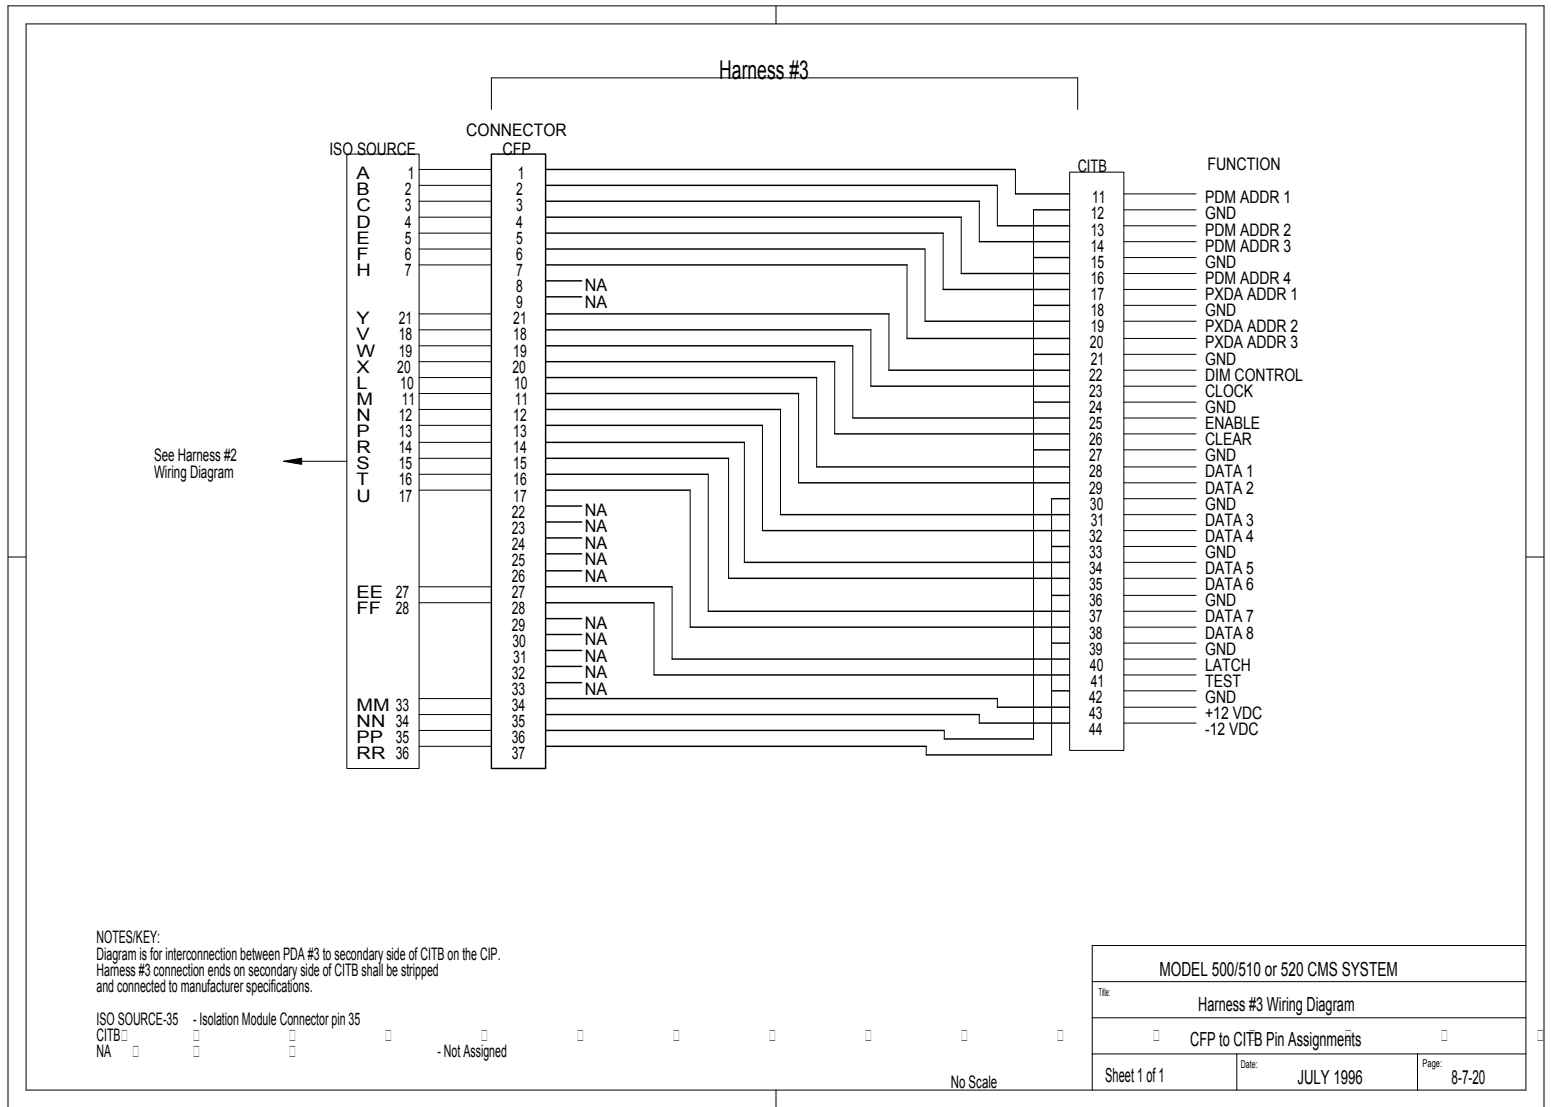 Harness #3
CONNECTOR
ISO SOURCE CFP
CITB FUNCTION
A 1 1
B 2 2
C 3 3
D 4 4
E 5 5
F 6 6
H 7 7
8 NA
9 NA
Y 21 21
V 18 18
W 19 19
X 20 20
L 10 10
M 11 11
N 12 12
P 13 13
R 14 14
S 15 15
T 16 16
U 17 17
22 NA
23 NA
24 NA
25 NA
26 NA
EE 27 27
FF 28 28
29 NA
30 NA
31 NA
32 NA
33 NA
MM 33 34
NN 34 35
PP 35 36
RR 36 37
11 PDM ADDR 1
12 GND
13 PDM ADDR 2
14 PDM ADDR 3
15 GND
16 PDM ADDR 4
17 PXDA ADDR 1
18 GND
19 PXDA ADDR 2
20 PXDA ADDR 3
21 GND
22 DIM CONTROL
23 CLOCK
24 GND
25 ENABLE
26 CLEAR
27 GND
28 DATA 1
29 DATA 2
30 GND
31 DATA 3
32 DATA 4
33 GND
34 DATA 5
35 DATA 6
36 GND
37 DATA 7
38 DATA 8
39 GND
40 LATCH
41 TEST
42 GND
43 +12 VDC
44 -12 VDC
See Harness #2
Wiring Diagram
NOTES/KEY:
Diagram is for interconnection between PDA #3 to secondary side of CITB on the CIP.
Harness #3 connection ends on secondary side of CITB shall be stripped
and connected to manufacturer specifications.
ISO SOURCE-35 - Isolation Module Connector pin 35
CITB
NA - Not Assigned
No Scale
MODEL 500/510 or 520 CMS SYSTEM
Title:
Harness #3 Wiring Diagram
CFP to CITB Pin Assignments
Sheet 1 of 1
Date:
JULY 1996
Page:
8-7-20